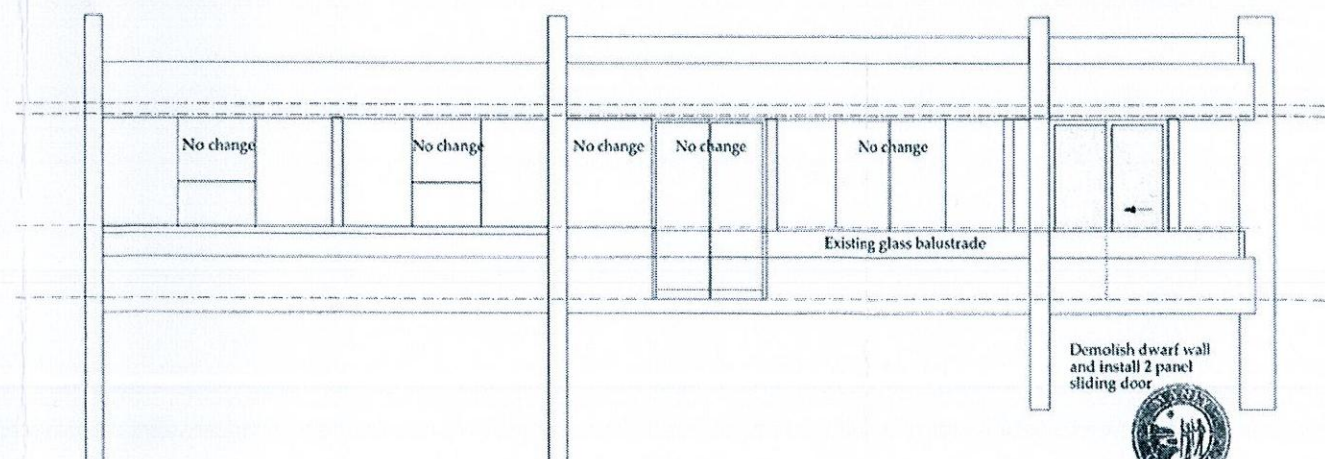 No change
No change
No change
No change
No change
Existing glass balustrade
Demolish dwarf wall
and install 2 panel
sliding door